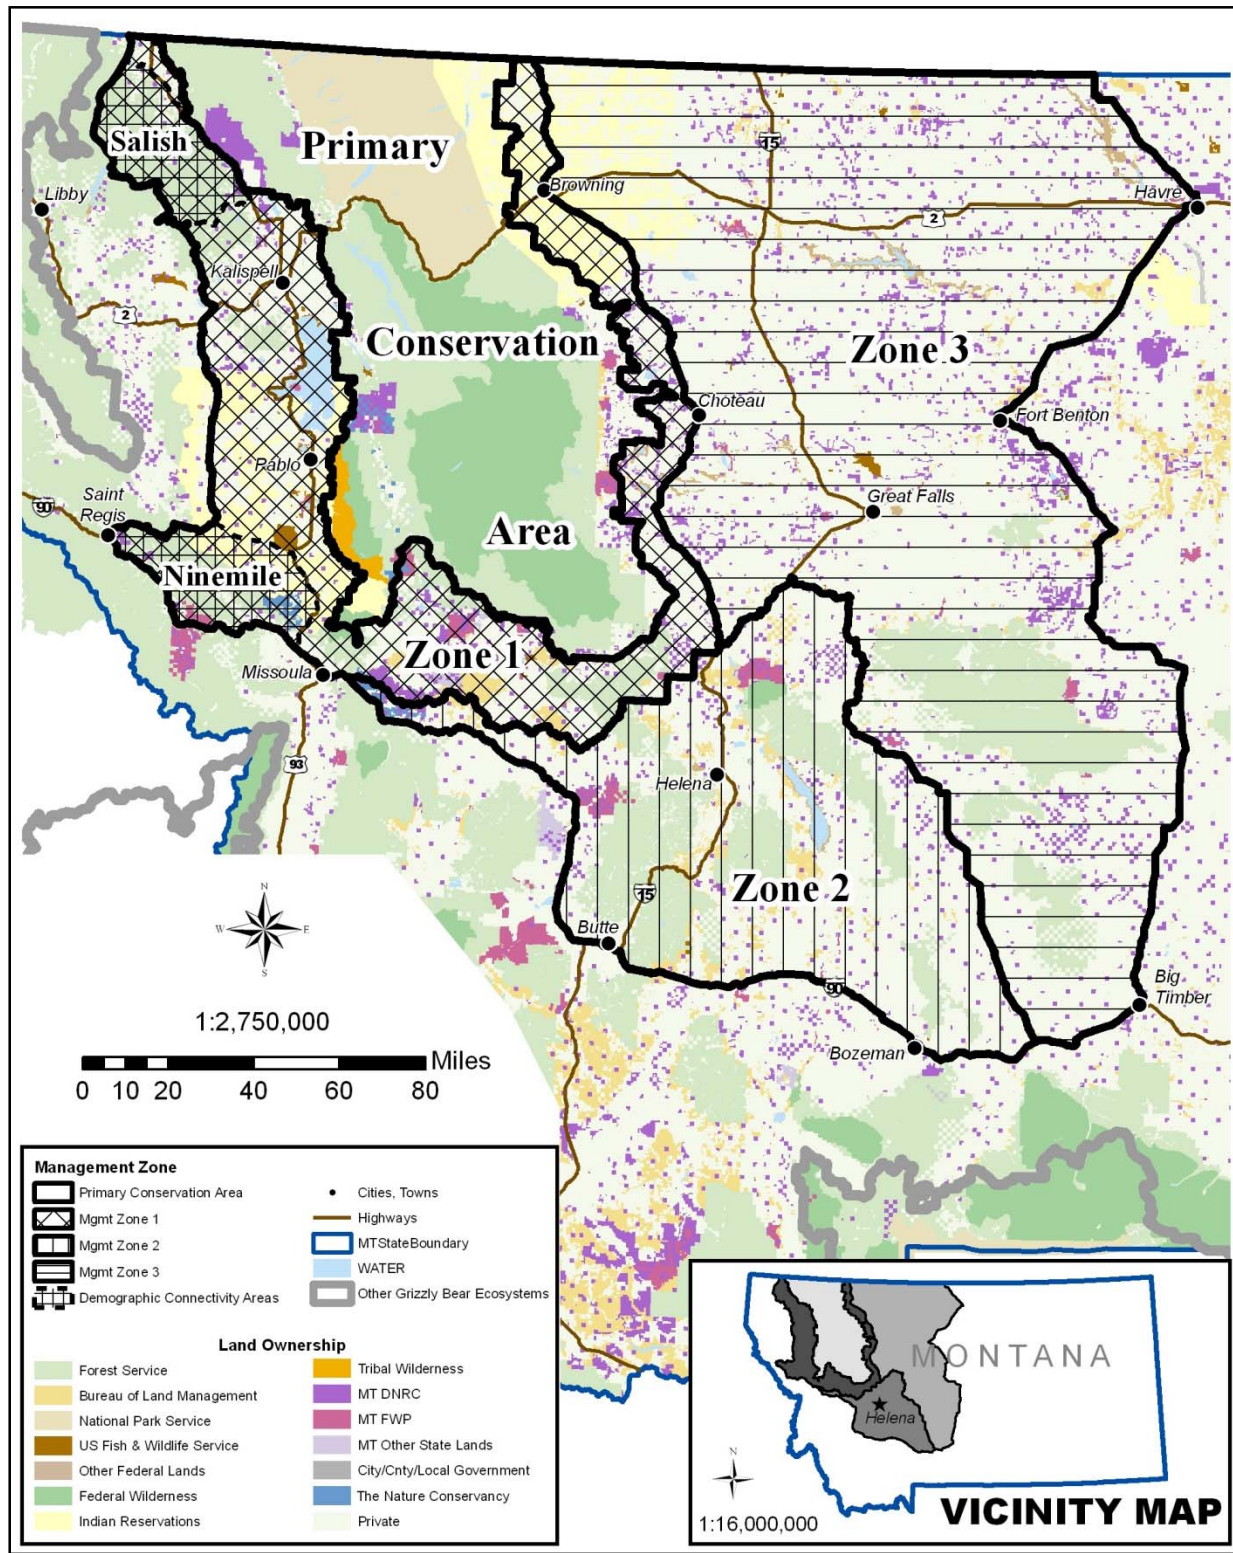 Salish
Primary
15
Libby
Browning
Havre
2
Kalispell
2
Conservation
Zone 3
Choteau
Fort Benton
Pablo
Saint
Regis
90
Great Falls
Area
Ninemile
Zone 1
Missoula
93
Helena
Zone 2
15
Butte
90
Big
Timber
Bozeman
N
W E
S
1:2,750,000
Miles
0 10 20 40 60 80
Management Zone
Primary Conservation Area
Mgmt Zone 1
Mgmt Zone 2
Mgmt Zone 3
Demographic Connectivity Areas
Cities, Towns
Highways
MTStateBoundary
WATER
Other Grizzly Bear Ecosystems
Land Ownership
Forest Service
Bureau of Land Management
National Park Service
US Fish & Wildlife Service
Other Federal Lands
Federal Wilderness
Indian Reservations
Tribal Wilderness
MT DNRC
MT FWP
MT Other State Lands
City/Cnty/Local Government
The Nature Conservancy
Private
MONTANA
Helena
N
1:16,000,000
VICINITY MAP